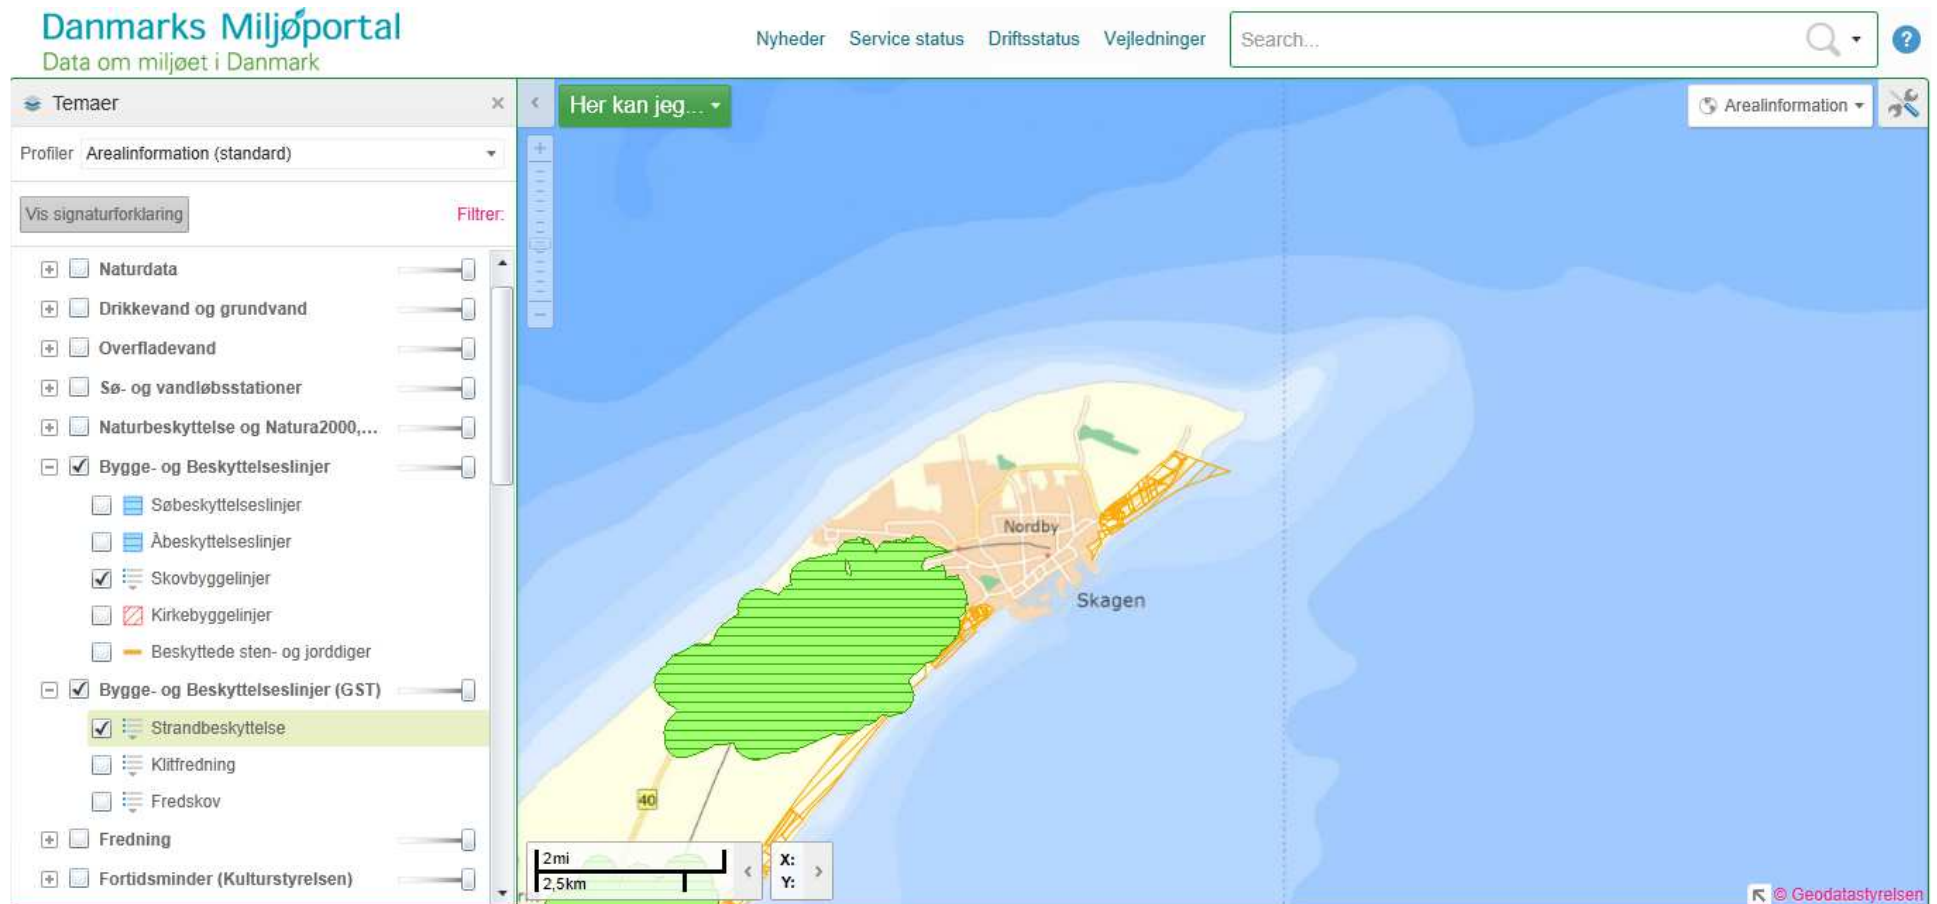 Danmarks Miljøportal
Data om miljøet i Danmark
Nyheder Service status Driftsstatus Vejledninger Search... ?
Temaer
Profiler Arealinformation (standard)
Vis signaturforklaring Filtrer:
Naturdata
Drikkevand og grundvand
Overfladevand
Sø- og vandløbsstationer
Naturbeskyttelse og Natura2000,...
Bygge- og Beskyttelseslinjer
Søbeskyttelseslinjer
Åbeskyttelseslinjer
Skovbyggelinjer
Kirkebyggelinjer
Beskyttede sten- og jorddiger
Bygge- og Beskyttelseslinjer (GST)
Strandbeskyttelse
Klitfredning
Fredskov
Fredning
Fortidsminder (Kulturstyrelsen)
Her kan jeg...
Arealinformation
Nordby
Skagen
40
2mi
2,5km
X:
Y:
© Geodatastyrelsen